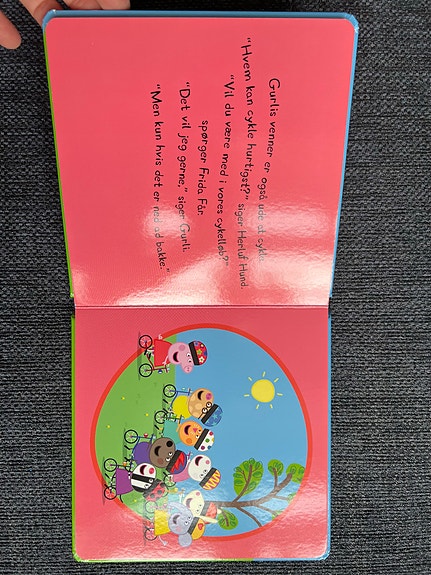 Gurlis venner er også ude at cykle.
"Hvem kan cykle hurtigst?" siger Herluf Hund.
"Vil du være med i vores cykelløb?"
spørger Frida Får.
"Det vil jeg gerne," siger Gurli.
"Men kun hvis det er ned ad bakke."